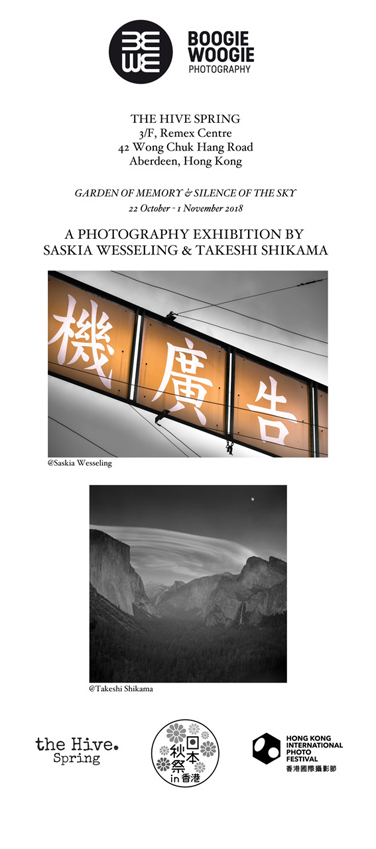 BOOGIE
WOOGIE
PHOTOGRAPHY
THE HIVE SPRING
3/F, Remex Centre
42 Wong Chuk Hang Road
Aberdeen, Hong Kong
GARDEN OF MEMORY & SILENCE OF THE SKY
22 October - 1 November 2018
A PHOTOGRAPHY EXHIBITION BY
SASKIA WESSELING & TAKESHI SHIKAMA
機廣告
@Saskia Wesseling
@Takeshi Shikama
the Hive.
Spring
日本
秋祭
in 香港
HONG KONG
INTERNATIONAL
PHOTO
FESTIVAL
香港國際攝影節